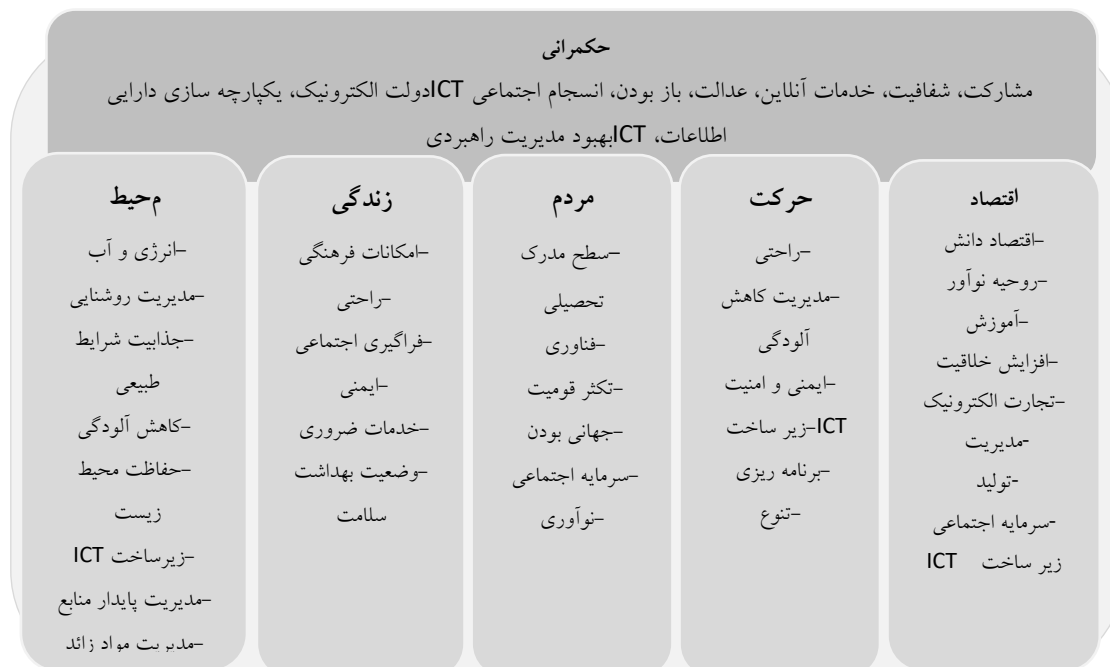 حکمرانی
مشارکت، شفافیت، خدمات آنلاین، عدالت، باز بودن، انسجام اجتماعی ICTدولت الکترونیک، یکپارچه سازی دارایی
اطلاعات، ICTبهبود مدیریت راهبردی
اقتصاد
-اقتصاد دانش
-روحیه نوآور
-آموزش
-افزایش خلاقیت
-تجارت الکترونیک
-مدیریت
-تولید
-سرمایه اجتماعی
زیر ساخت ICT
حرکت
-راحتی
-مدیریت کاهش
آلودگی
-ایمنی و امنیت
ICT-زیر ساخت
-برنامه ریزی
-تنوع
مردم
-سطح مدرک
تحصیلی
-فناوری
-تکثر قومیت
-جهانی بودن
-سرمایه اجتماعی
-نوآوری
زندگی
-امکانات فرهنگی
-راحتی
-فراگیری اجتماعی
-ایمنی
-خدمات ضروری
-وضعیت بهداشت
سلامت
محیط
-انرژی و آب
-مدیریت روشنایی
-جذابیت شرایط
طبیعی
-کاهش آلودگی
-حفاظت محیط
زیست
-زیرساخت ICT
-مدیریت پایدار منابع
-مدیریت مواد زائد